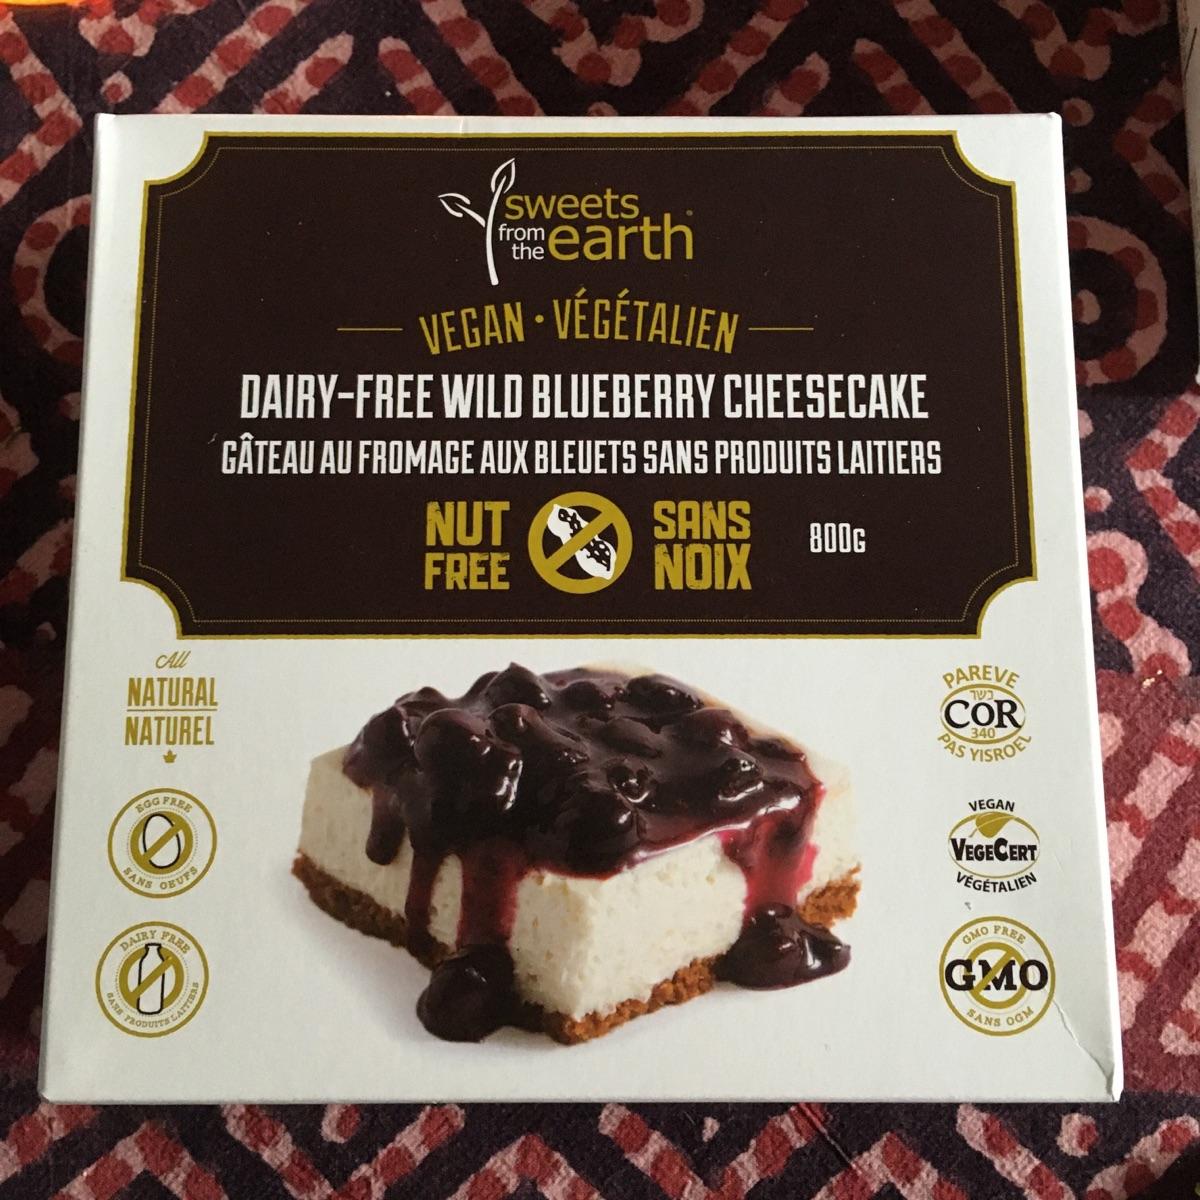 sweets
from
the earth
VEGAN • VÉGÉTALIEN
DAIRY-FREE WILD BLUEBERRY CHEESECAKE
GÂTEAU AU FROMAGE AUX BLEUETS SANS PRODUITS LAITIERS
NUT
FREE
SANS
NOIX
800G
All
NATURAL
NATUREL
EGG FREE
SANS OEUFS
DAIRY FREE
SANS PRODUITS LAITIERS
PAREVE
כשר
COR
340
PAS YISROEL
VEGAN
VEGECERT
VÉGÉTALIEN
GMO FREE
GMO
SANS OGM